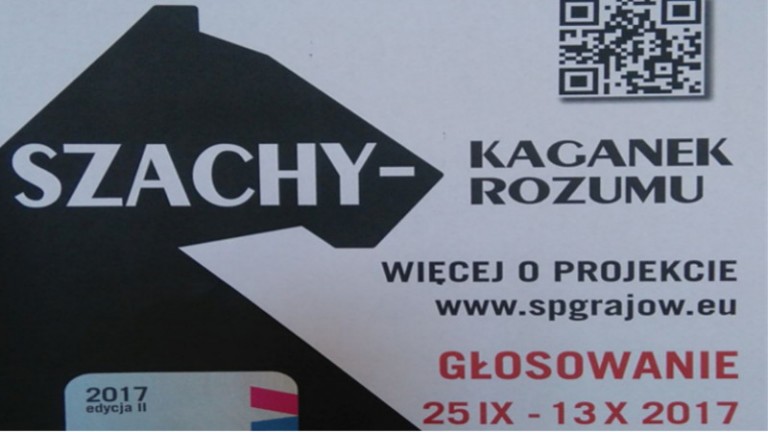 SZACHY-
KAGANEK
ROZUMU
WIĘCEJ O PROJEKCIE
www.spgrajow.eu
GŁOSOWANIE
25 IX - 13 X 2017
2017
edycja II